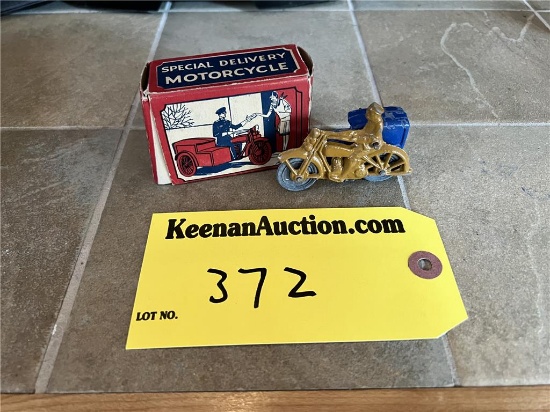 SPECIAL DELIVERY
MOTORCYCLE
KeenanAuction.com
372
LOT NO.